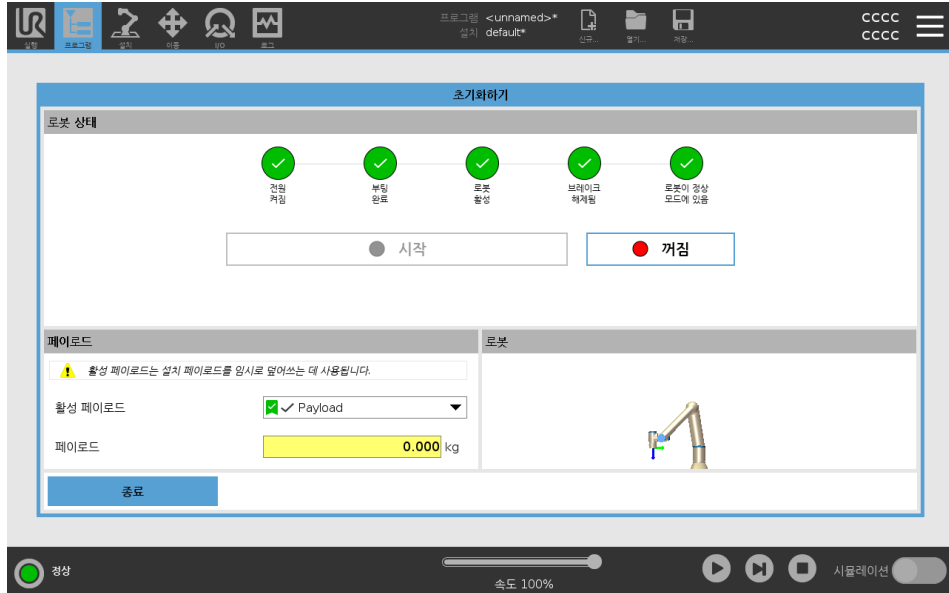 UR
실행
프로그램
설치
이동
I/O
로그
프로그램 <unnamed>*
설치 default*
신규...
열기...
저장...
cccc
cccc
초기화하기
로봇 상태
전원
켜짐
부팅
완료
로봇
활성
브레이크
해제됨
로봇이 정상
모드에 있음
시작
꺼짐
페이로드
로봇
활성 페이로드는 설치 페이로드를 임시로 덮어쓰는 데 사용됩니다.
활성 페이로드
Payload
페이로드
0.000 kg
종료
정상
속도 100%
시뮬레이션